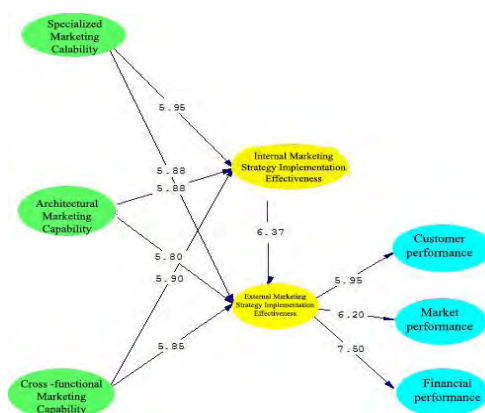 Specialized
Marketing
Calability
5.95
Internal Marketing
Strategy Implementation
Effectiveness
5.88
5.88
Architectural
Marketing
Capability
6.37
Customer
performance
5.80
5.90
5.95
External Marketing
Strategy Implementation
Effectiveness
6.20
Market
performance
5.85
7.50
Cross -functional
Marketing
Capability
Financial
performance